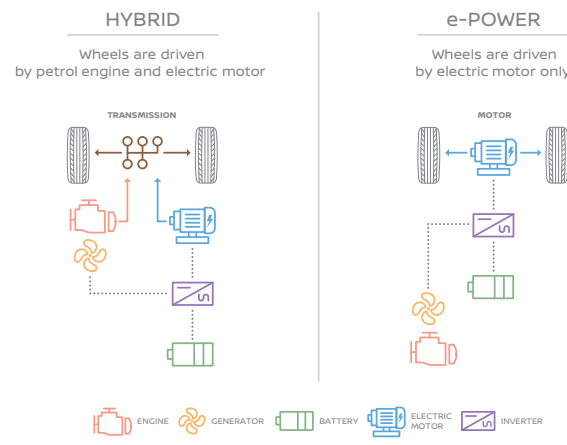 HYBRID
Wheels are driven
by petrol engine and electric motor
TRANSMISSION
e-POWER
Wheels are driven
by electric motor only
MOTOR
ENGINE
GENERATOR
BATTERY
ELECTRIC
MOTOR
INVERTER